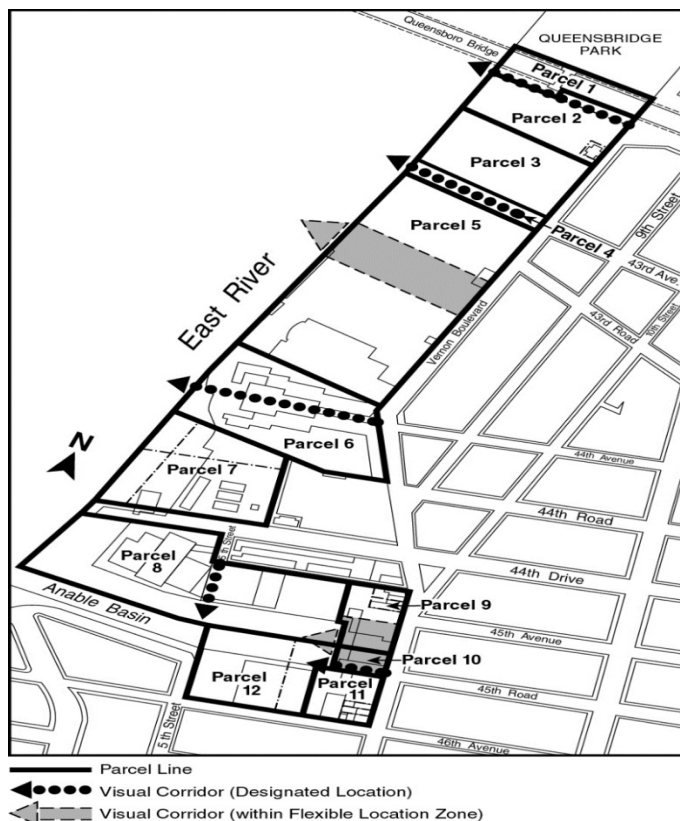 Queensboro Bridge
QUEENSBRIDGE
PARK
Parcel 1
Parcel 2
Parcel 3
9th Street
Parcel 5
Parcel 4
43rd Ave.
East River
10th Street
43rd Road
Vernon Boulevard
Parcel 6
44th Avenue
N
Parcel 7
44th Road
5th Street
Parcel
8
44th Drive
Anable Basin
Parcel 9
45th Avenue
Parcel 10
Parcel
12
Parcel
11
45th Road
5th Street
46th Avenue
Parcel Line
Visual Corridor (Designated Location)
Visual Corridor (within Flexible Location Zone)